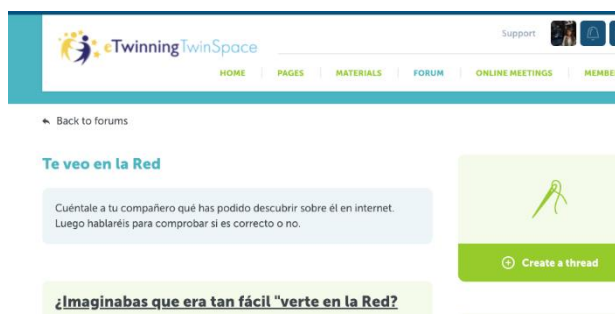 eTwinning TwinSpace
Support
HOME PAGES MATERIALS FORUM ONLINE MEETINGS
Back to forums
Te veo en la Red
Cuéntale a tu compañero qué has podido descubrir sobre él en internet.
Luego hablaréis para comprobar si es correcto o no.
Create a thread
¿Imaginabas que era tan fácil "verte en la Red?